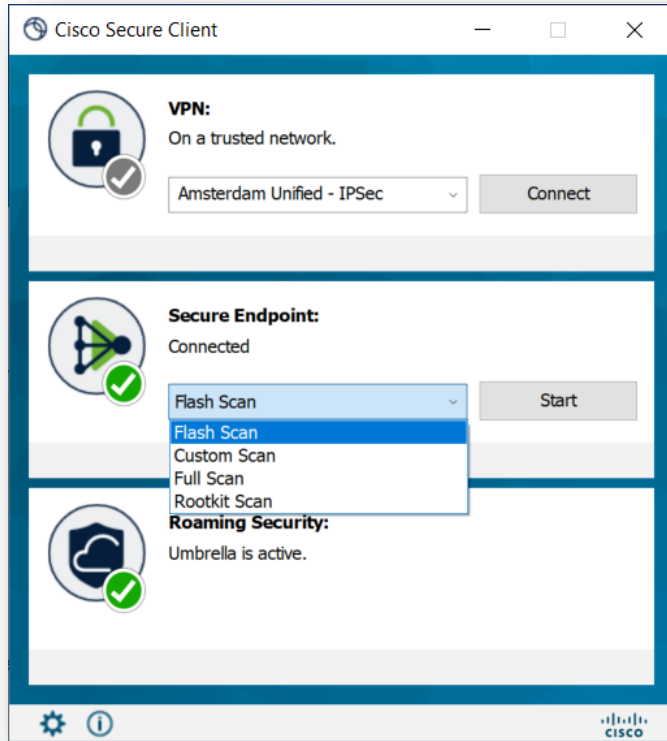 Cisco Secure Client
VPN:
On a trusted network.
Amsterdam Unified - IPSec
Connect
Secure Endpoint:
Connected
Flash Scan
Start
Flash Scan
Custom Scan
Full Scan
Rootkit Scan
Roaming Security:
Umbrella is active.
CISCO